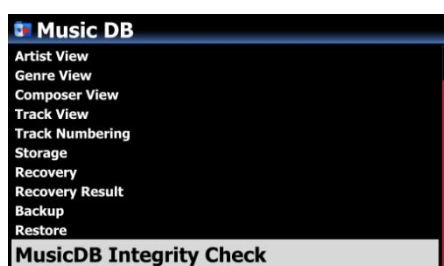 Music DB
Artist View
Genre View
Composer View
Track View
Track Numbering
Storage
Recovery
Recovery Result
Backup
Restore
MusicDB Integrity Check